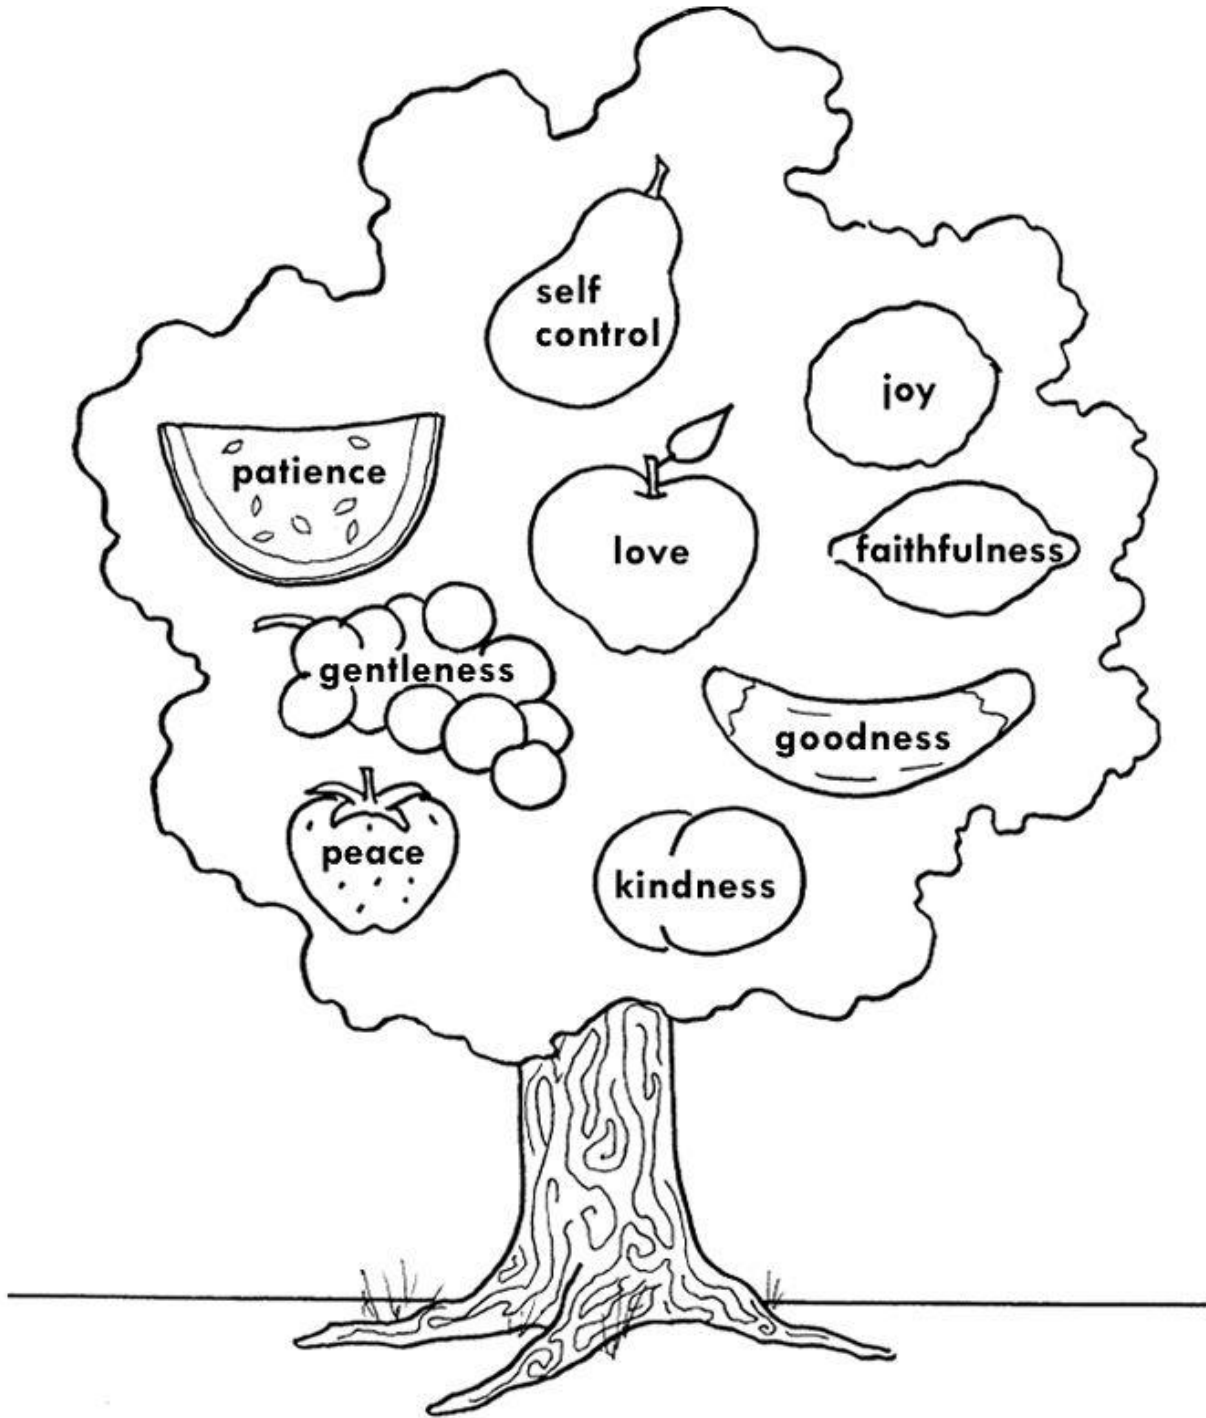 self
control
joy
patience
love
faithfulness
gentleness
goodness
peace
kindness